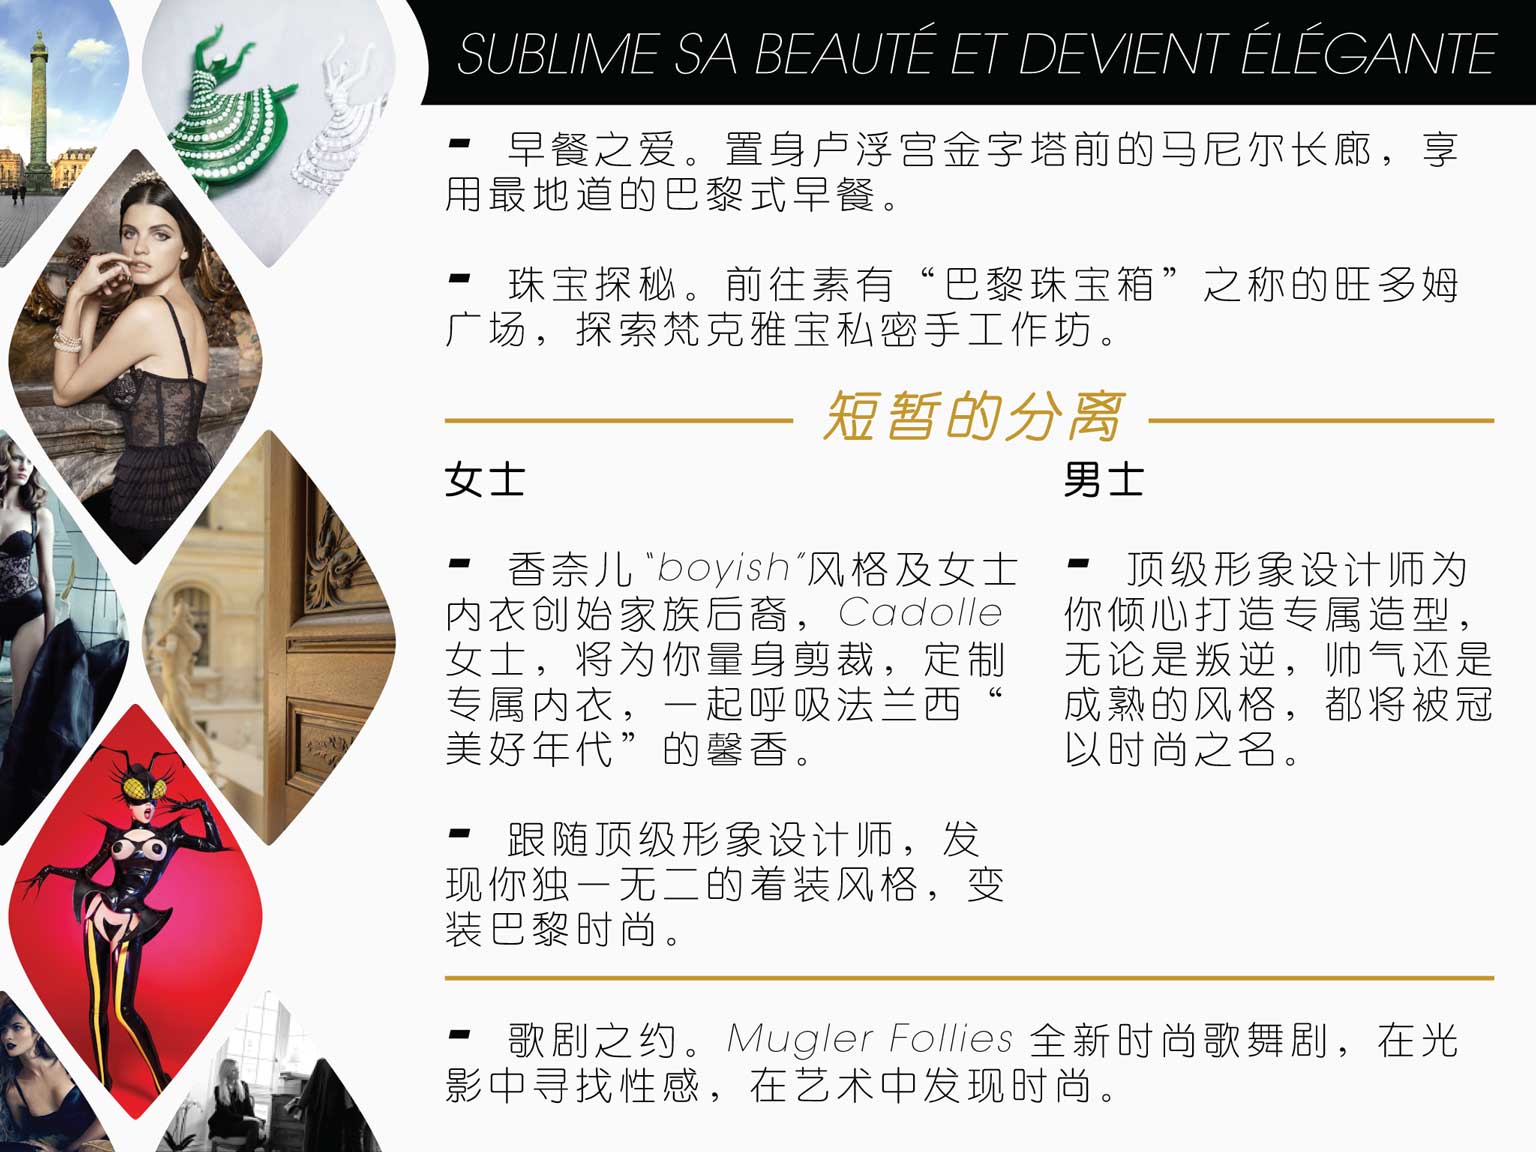 SUBLIME SA BEAUTÉ ET DEVIENT ÉLÉGANTE
- 早餐之爱。置身卢浮宫金字塔前的马尼尔长廊，享
用最地道的巴黎式早餐。
- 珠宝探秘。前往素有“巴黎珠宝箱”之称的旺多姆
广场，探索梵克雅宝私密手工作坊。
短暂的分离
女士
- 香奈儿“boyish”风格及女士
内衣创始家族后裔，Cadolle
女士，将为你量身剪裁，定制
专属内衣，一起呼吸法兰西“
美好年代”的馨香。
- 跟随顶级形象设计师，发
现你独一无二的着装风格，变
装巴黎时尚。
男士
- 顶级形象设计师为
你倾心打造专属造型，
无论是叛逆，帅气还是
成熟的风格，都将被冠
以时尚之名。
- 歌剧之约。Mugler Follies 全新时尚歌舞剧，在光
影中寻找性感，在艺术中发现时尚。